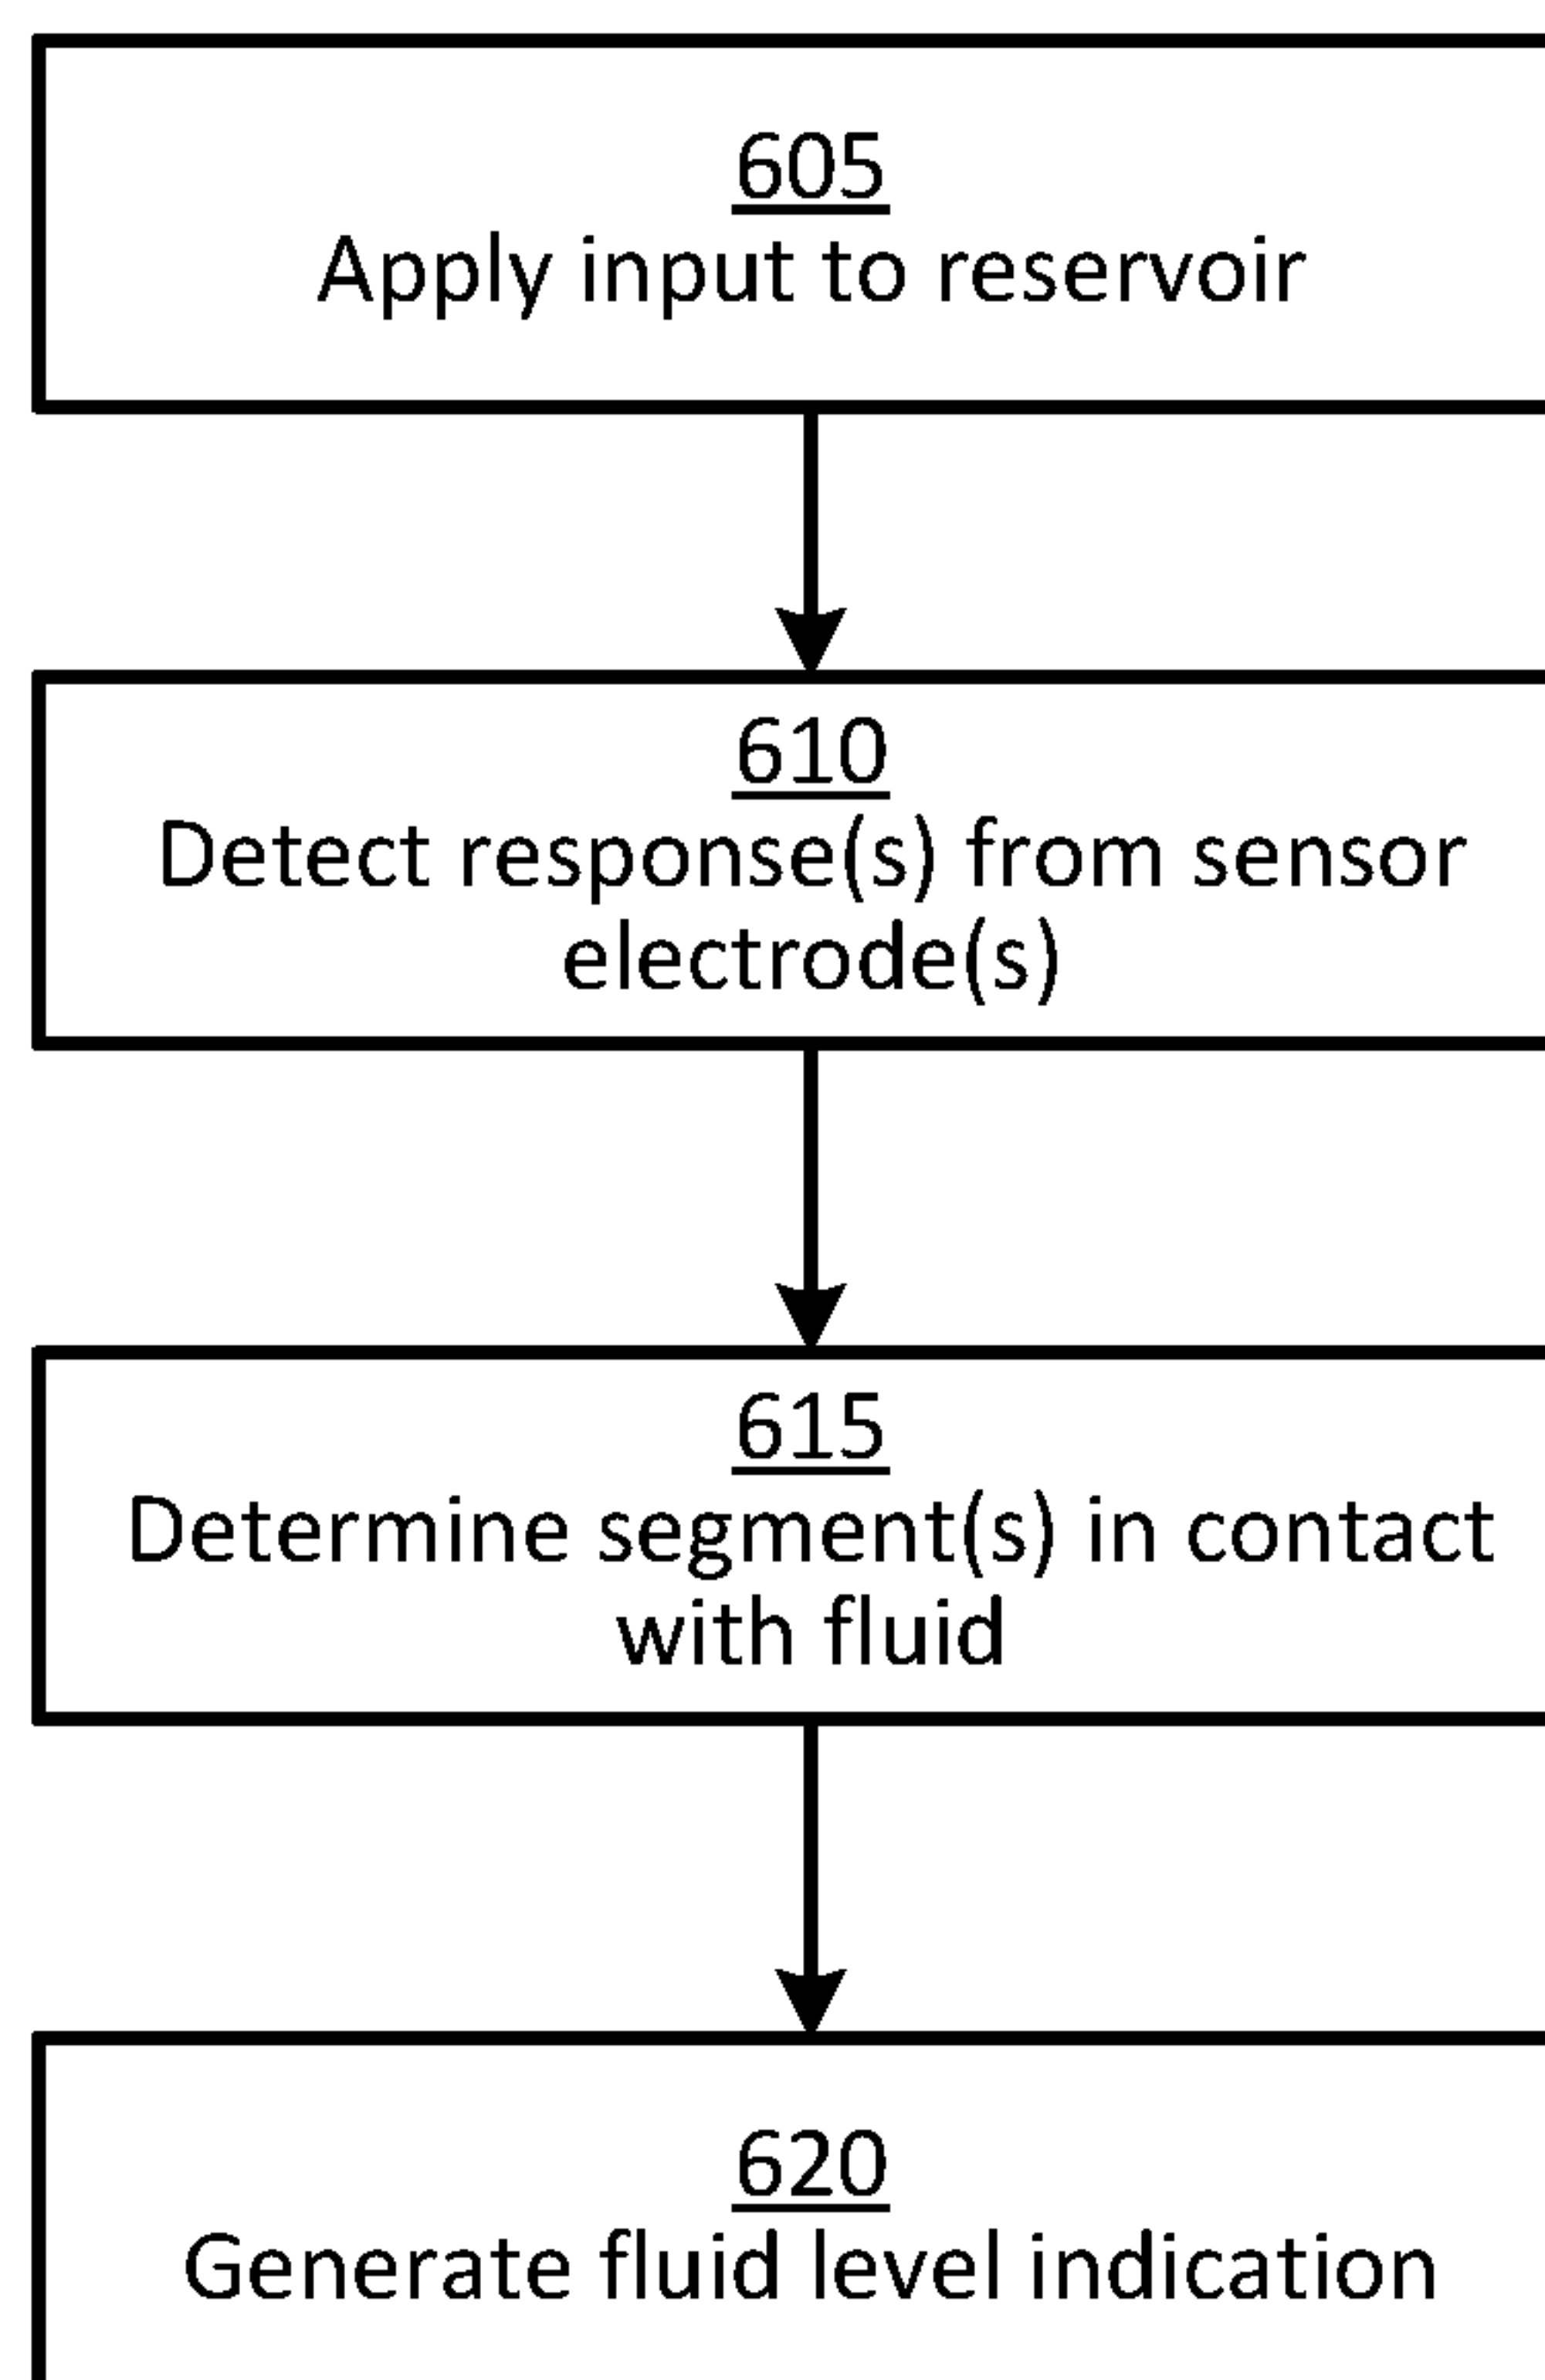 605
Apply input to reservoir
610
Detect response(s) from sensor
electrode(s)
615
Determine segment(s) in contact
with fluid
620
Generate fluid level indication